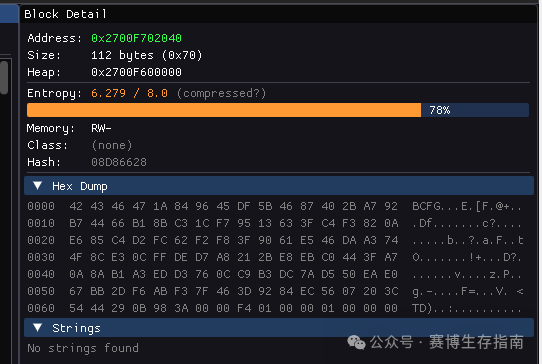 Block Detail
Address: 0x2700F702040
Size: 112 bytes (0x70)
Heap: 0x2700F600000
Entropy: 6.279 / 8.0 (compressed?)
78%
Memory: RW-
Class: (none)
Hash: 08D86628
▼ Hex Dump
0000 42 43 46 47 1A 84 96 45 DF 5B 46 87 40 2B A7 92 BCFG...E.[F.@+..
0010 B7 44 66 B1 8B C3 1C F7 95 13 63 3F C4 F3 82 0A .Df.......c?....
0020 E6 85 C4 D2 FC 62 F2 F8 3F 90 61 E5 46 DA A3 74 .....b..?.a.F..t
0030 4F 8C E3 0C FF DE D7 A8 21 2B E8 EB C0 44 3F A7 O.......!+...D?.
0040 0A 8A B1 A3 ED D3 76 0C C9 B3 DC 7A D5 50 EA E0 ......v....z.P..
0050 67 BB 2D F6 AB F3 7F 46 3D 92 84 EC 56 07 20 3C g.-....F=...V. <
0060 54 44 29 0B 98 3A 00 00 F4 01 00 00 01 00 00 00 TD)..:..........
▼ Strings
No strings found
公众号 · 赛博生存指南